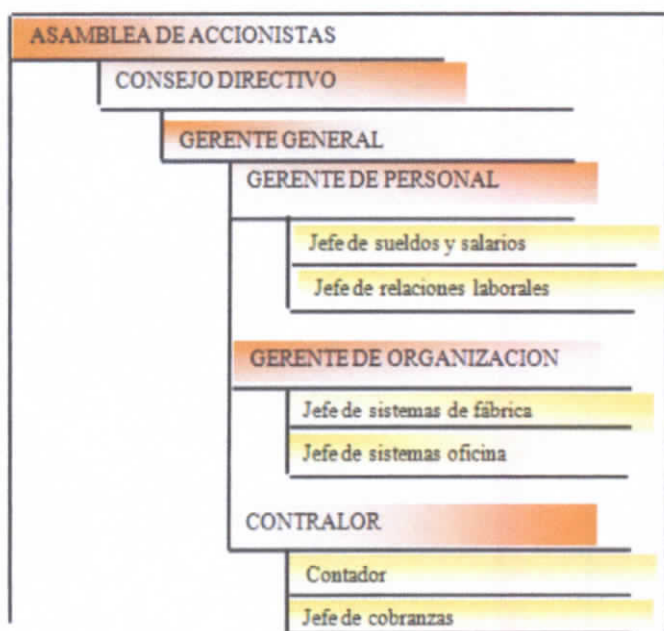 ASAMBLEA DE ACCIONISTAS
CONSEJO DIRECTIVO
GERENTE GENERAL
GERENTE DE PERSONAL
Jefe de sueldos y salarios
Jefe de relaciones laborales
GERENTE DE ORGANIZACION
Jefe de sistemas de fábrica
Jefe de sistemas oficina
CONTRALOR
Contador
Jefe de cobranzas